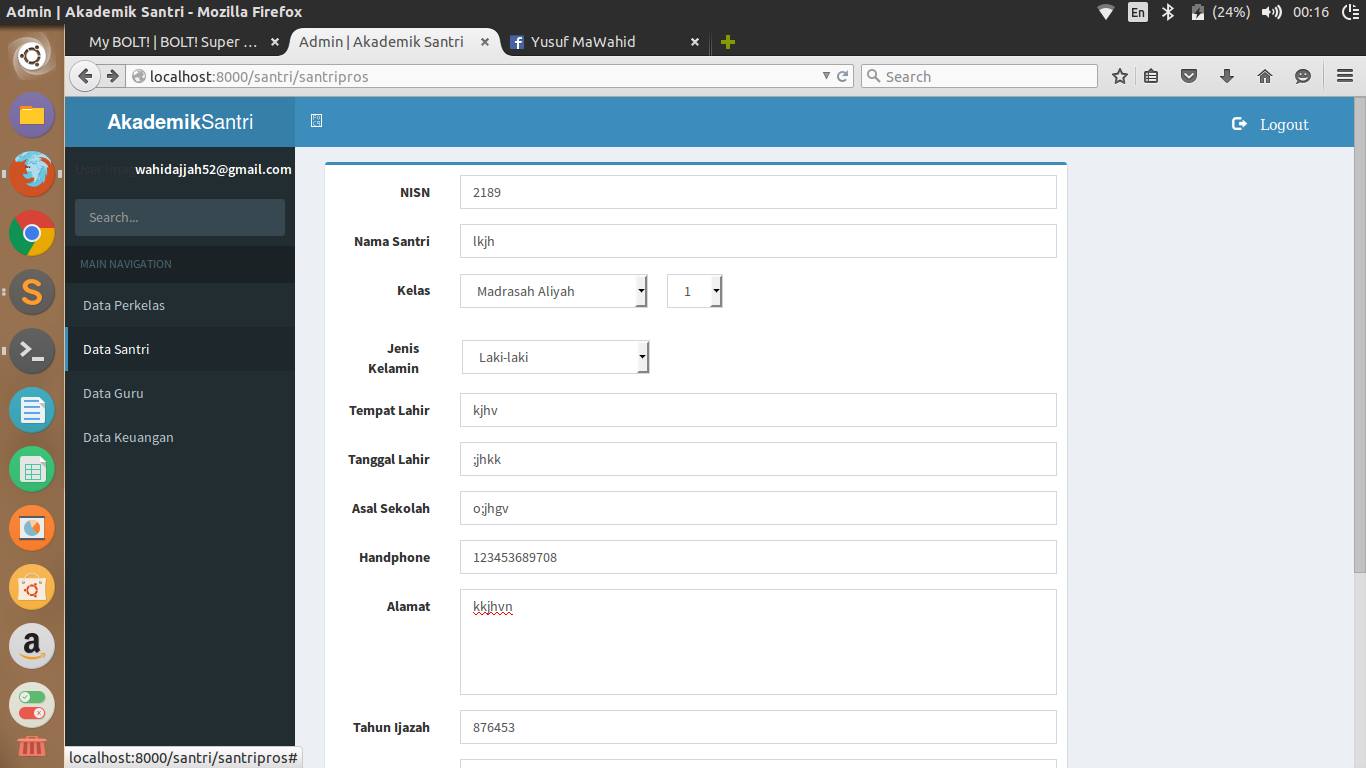 Admin | Akademik Santri - Mozilla Firefox
En (24%) 00:16
My BOLT! | BOLT! Super ...
Admin | Akademik Santri
Yusuf MaWahid
localhost:8000/santri/santripros
Search
AkademikSantri
Logout
wahidajjah52@gmail.com
Search...
MAIN NAVIGATION
Data Perkelas
Data Santri
Data Guru
Data Keuangan
NISN 2189
Nama Santri lkjh
Kelas Madrasah Aliyah 1
Jenis
Kelamin Laki-laki
Tempat Lahir kjhv
Tanggal Lahir ;jhkk
Asal Sekolah o;jhgv
Handphone 123453689708
Alamat kkjhvn
Tahun Ijazah 876453
localhost:8000/santri/santripros#